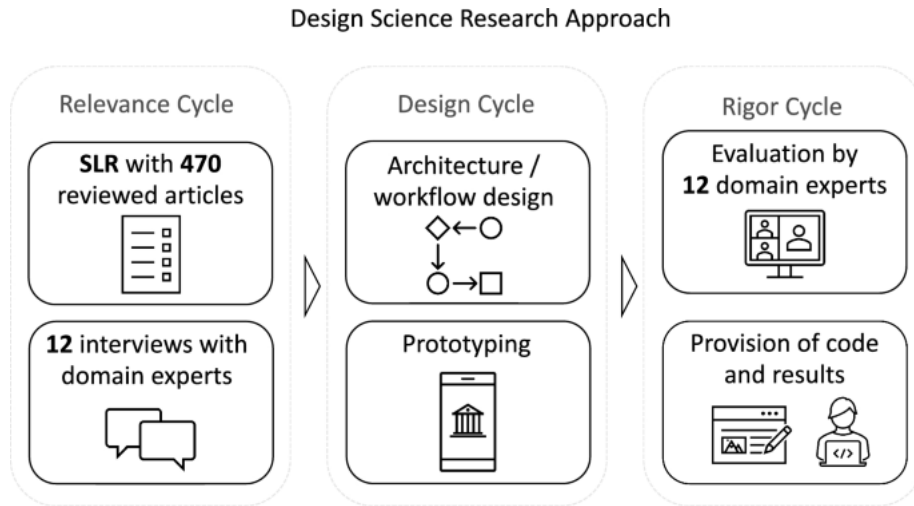 Design Science Research Approach
Relevance Cycle
SLR with 470
reviewed articles
12 interviews with
domain experts
Design Cycle
Architecture /
workflow design
Prototyping
Rigor Cycle
Evaluation by
12 domain experts
Provision of code
and results
</>